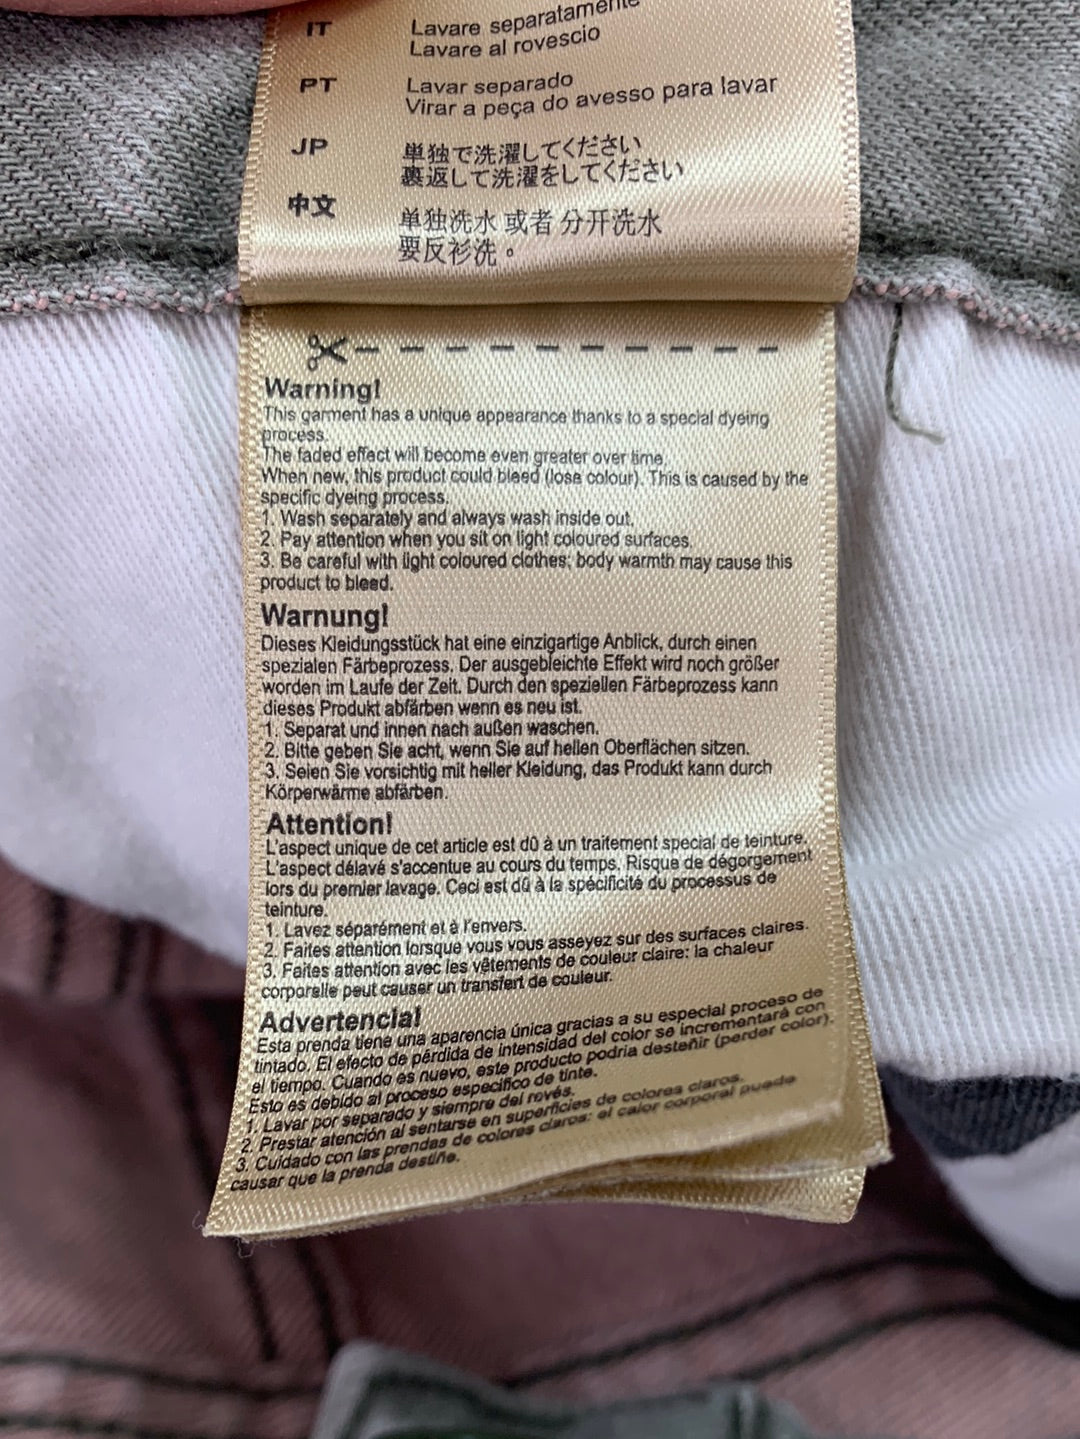 IT Lavare separatamente
Lavare al rovescio
PT Lavar separado
Virar a peça do avesso para lavar
JP 単独で洗濯してください
裏返して洗濯をしてください
中文 単独洗水 或者 分开洗水
要反衫洗。
Warning!
This garment has a unique appearance thanks to a special dyeing
process.
The faded effect will become even greater over time.
When new, this product could bleed (lose colour). This is caused by the
specific dyeing process.
1. Wash separately and always wash inside out.
2. Pay attention when you sit on light coloured surfaces.
3. Be careful with light coloured clothes; body warmth may cause this
product to bleed.
Warnung!
Dieses Kleidungsstück hat eine einzigartige Anblick, durch einen
spezialen Färbeprozess. Der ausgebleichte Effekt wird noch größer
worden im Laufe der Zeit. Durch den speziellen Färbeprozess kann
dieses Produkt abfärben wenn es neu ist.
1. Separat und innen nach außen waschen.
2. Bitte geben Sie acht, wenn Sie auf hellen Oberflächen sitzen.
3. Seien Sie vorsichtig mit heller Kleidung, das Produkt kann durch
Körperwärme abfärben.
Attention!
L'aspect unique de cet article est dû à un traitement special de teinture.
L'aspect délavé s'accentue au cours du temps. Risque de dégorgement
lors du premier lavage. Ceci est dû à la spécificité du processus de
teinture.
1. Lavez séparément et à l'envers.
2. Faites attention lorsque vous vous asseyez sur des surfaces claires.
3. Faites attention avec les vêtements de couleur claire: la chaleur
corporelle peut causer un transfert de couleur.
Advertencia!
Esta prenda tiene una aparencia única gracias a su especial proceso de
tintado. El efecto de pérdida de intensidad del color se incrementará con
el tiempo. Cuando es nuevo, este producto podria desteñir (perder color).
Esto es debido al proceso especifico de tinte.
1. Lavar por separado y siempre del revés.
2. Prestar atención al sentarse en superficies de colores claros.
3. Cuidado con las prendas de colores claros: el calor corporal puede
causar que la prenda destiñe.